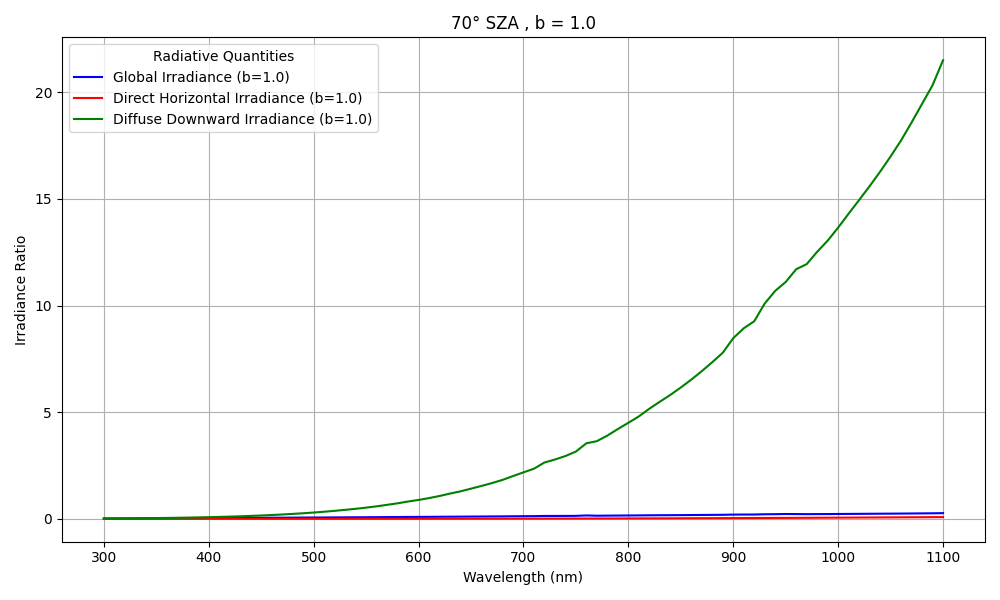 70° SZA , b = 1.0
Radiative Quantities
Global Irradiance (b=1.0)
Direct Horizontal Irradiance (b=1.0)
Diffuse Downward Irradiance (b=1.0)
Irradiance Ratio
20
15
10
5
0
300 400 500 600 700 800 900 1000 1100
Wavelength (nm)